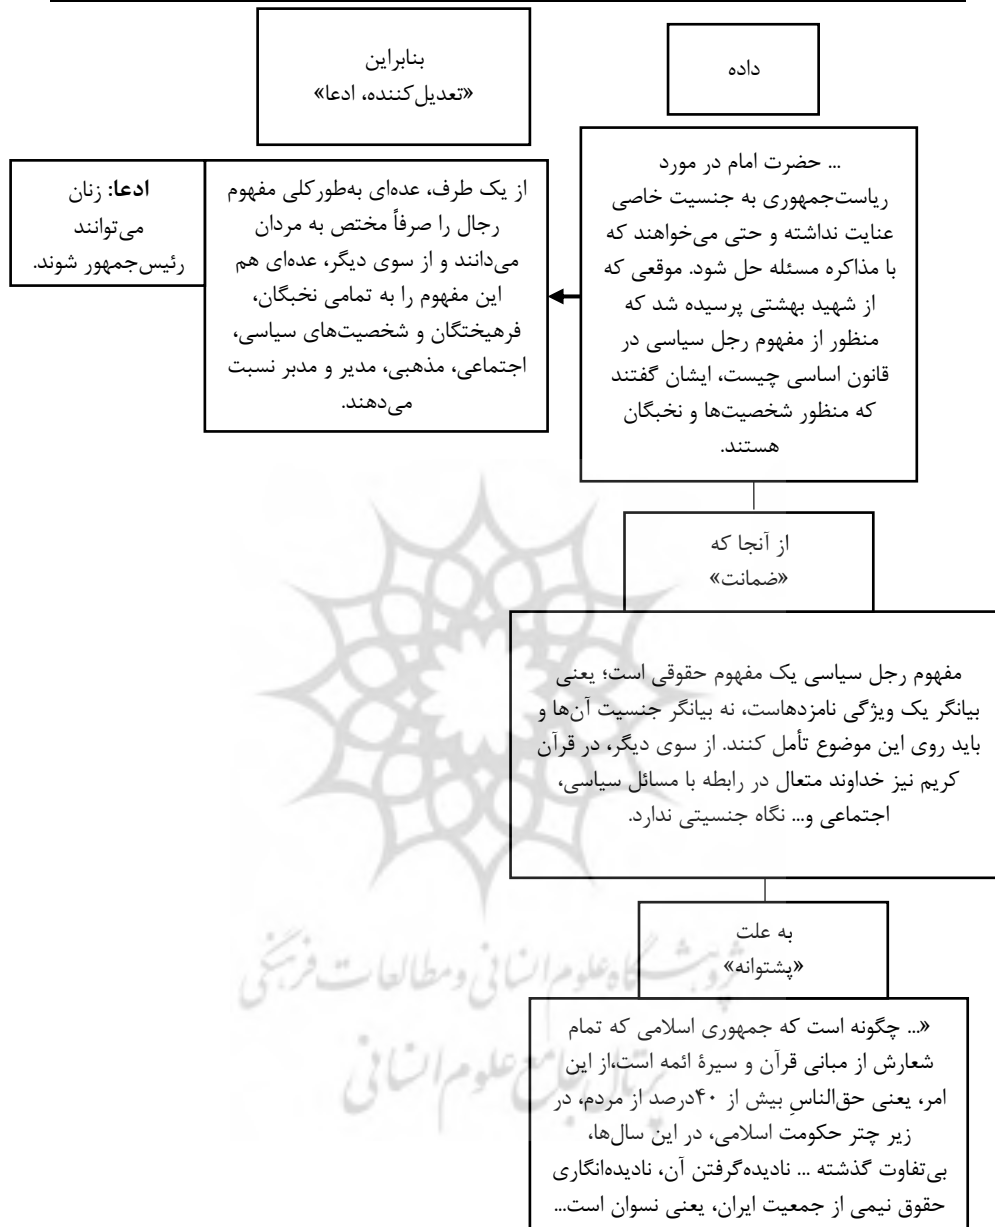 داده
بنابراین
«تعدیل‌کننده، ادعا»
... حضرت امام در مورد
ریاست‌جمهوری به جنسیت خاصی
عنایت نداشته و حتی می‌خواهند که
با مذاکره مسئله حل شود. موقعی که
از شهید بهشتی پرسیده شد که
منظور از مفهوم رجل سیاسی در
قانون اساسی چیست، ایشان گفتند
که منظور شخصیت‌ها و نخبگان
هستند.
از یک طرف، عده‌ای به‌طورکلی مفهوم
رجال را صرفاً مختص به مردان
می‌دانند و از سوی دیگر، عده‌ای هم
این مفهوم را به تمامی نخبگان،
فرهیختگان و شخصیت‌های سیاسی،
اجتماعی، مذهبی، مدیر و مدبر نسبت
می‌دهند.
ادعا: زنان
می‌توانند
رئیس‌جمهور شوند.
از آنجا که
«ضمانت»
مفهوم رجل سیاسی یک مفهوم حقوقی است؛ یعنی
بیانگر یک ویژگی نامزدهاست، نه بیانگر جنسیت آن‌ها و
باید روی این موضوع تأمل کنند. از سوی دیگر، در قرآن
کریم نیز خداوند متعال در رابطه با مسائل سیاسی،
اجتماعی و... نگاه جنسیتی ندارد.
به علت
«پشتوانه»
«... چگونه است که جمهوری اسلامی که تمام
شعارش از مبانی قرآن و سیرۀ ائمه است،از این
امر، یعنی حق‌الناسِ بیش از ۴۰درصد از مردم، در
زیر چتر حکومت اسلامی، در این سال‌ها،
بی‌تفاوت گذشته ... نادیده‌گرفتن آن، نادیده‌انگاری
حقوق نیمی از جمعیت ایران، یعنی نسوان است...
پژوهشگاه علوم انسانی و مطالعات فرهنگی
پرتال جامع علوم انسانی